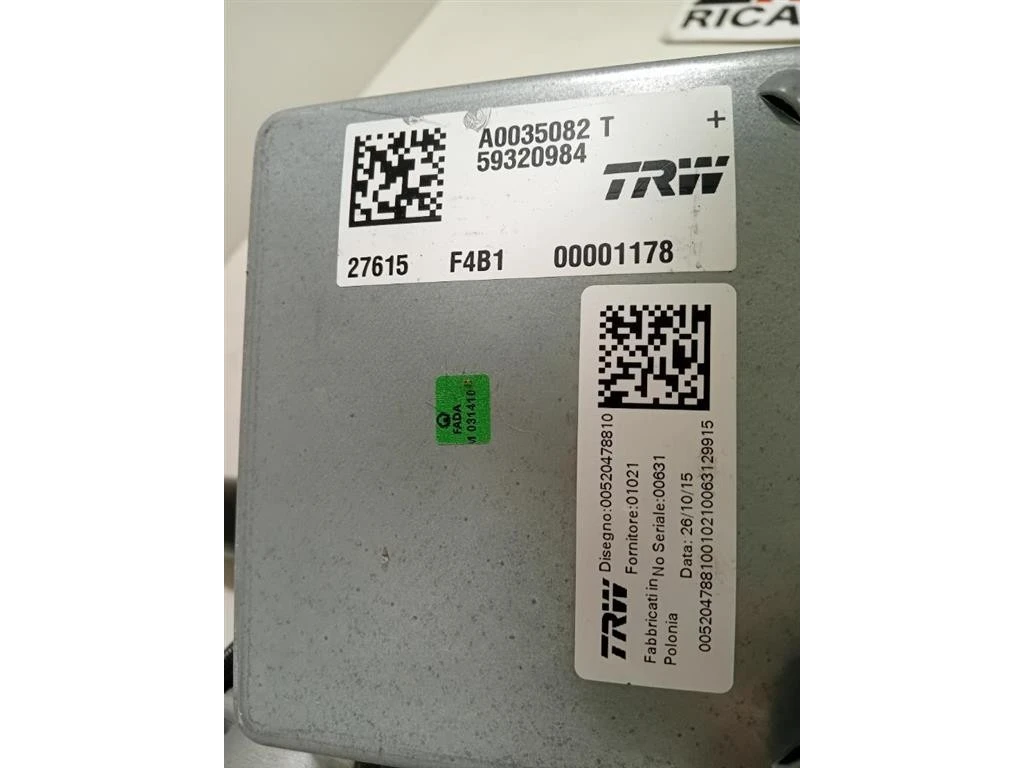 RICA
A0035082 T
59320984
+
TRW
27615 F4B1 00001178
FADA
M 0314104
TRW
Disegno:00520478810
Fornitore:01021
Fabbricati in No Seriale:00631
Polonia Data: 26/10/15
00520478810010210063129915